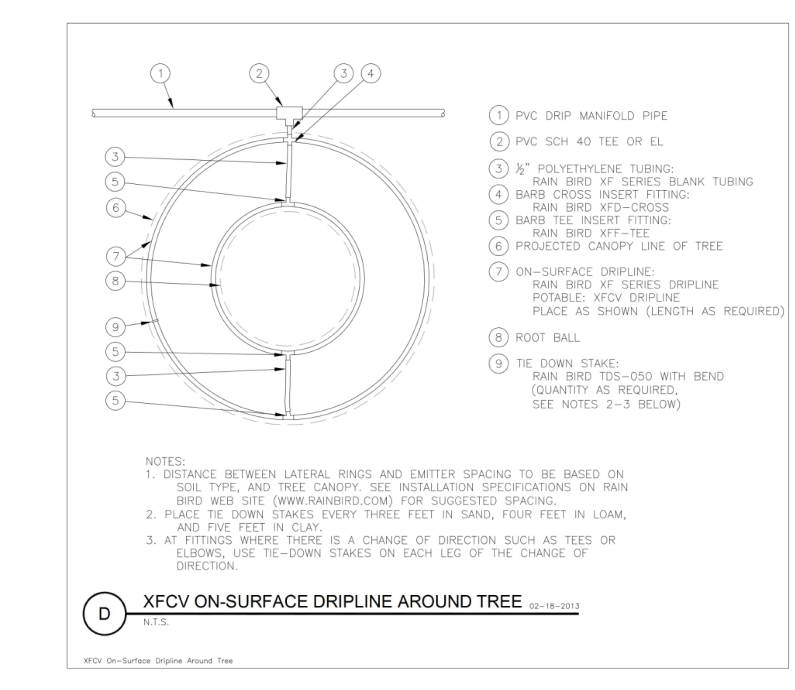 1 2 3 4
3
5
6
7
8
9
5
3
5
1 PVC DRIP MANIFOLD PIPE
2 PVC SCH 40 TEE OR EL
3 ½" POLYETHYLENE TUBING:
RAIN BIRD XF SERIES BLANK TUBING
4 BARB CROSS INSERT FITTING:
RAIN BIRD XFD-CROSS
5 BARB TEE INSERT FITTING:
RAIN BIRD XFF-TEE
6 PROJECTED CANOPY LINE OF TREE
7 ON-SURFACE DRIPLINE:
RAIN BIRD XF SERIES DRIPLINE
POTABLE: XFCV DRIPLINE
PLACE AS SHOWN (LENGTH AS REQUIRED)
8 ROOT BALL
9 TIE DOWN STAKE:
RAIN BIRD TDS-050 WITH BEND
(QUANTITY AS REQUIRED,
SEE NOTES 2-3 BELOW)
NOTES:
1. DISTANCE BETWEEN LATERAL RINGS AND EMITTER SPACING TO BE BASED ON
SOIL TYPE, AND TREE CANOPY. SEE INSTALLATION SPECIFICATIONS ON RAIN
BIRD WEB SITE (WWW.RAINBIRD.COM) FOR SUGGESTED SPACING.
2. PLACE TIE DOWN STAKES EVERY THREE FEET IN SAND, FOUR FEET IN LOAM,
AND FIVE FEET IN CLAY.
3. AT FITTINGS WHERE THERE IS A CHANGE OF DIRECTION SUCH AS TEES OR
ELBOWS, USE TIE-DOWN STAKES ON EACH LEG OF THE CHANGE OF
DIRECTION.
D XFCV ON-SURFACE DRIPLINE AROUND TREE 02-18-2013
N.T.S.
XFCV On-Surface Dripline Around Tree